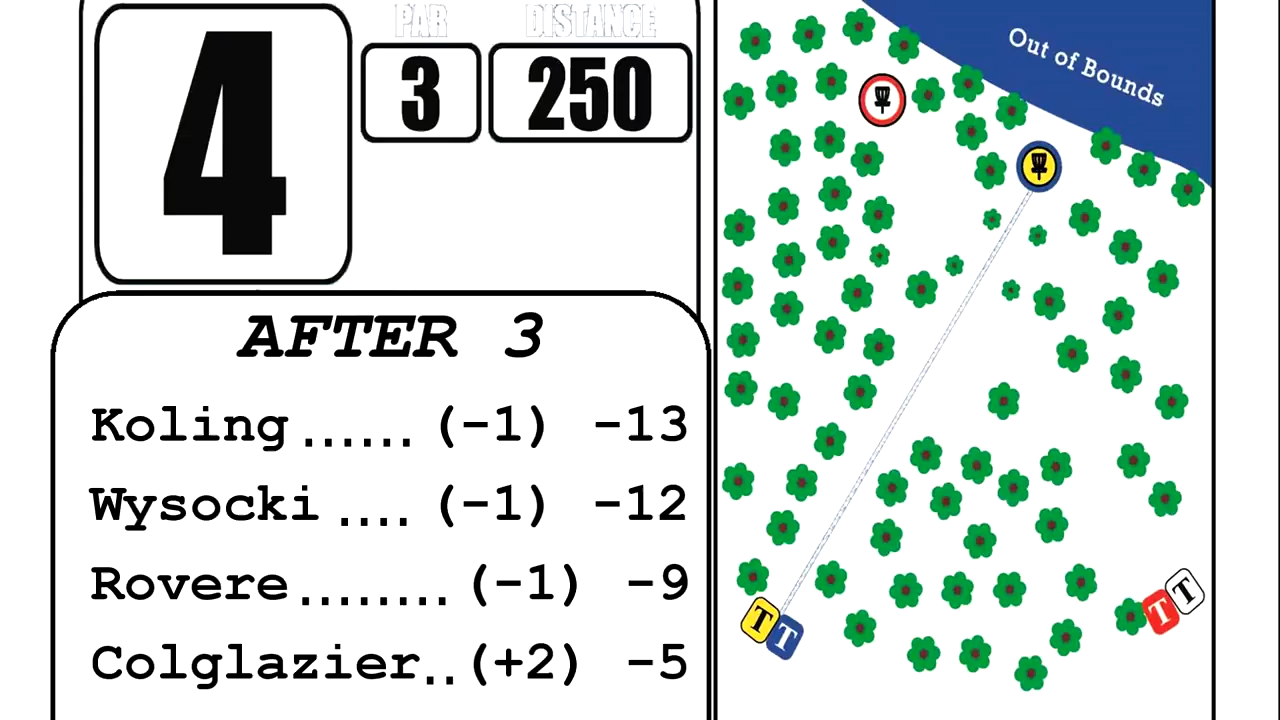 PAR DISTANCE
4 3 250
AFTER 3
Koling ...... (-1) -13
Wysocki .... (-1) -12
Rovere ........ (-1) -9
Colglazier .. (+2) -5
Out of Bounds
T T
T T